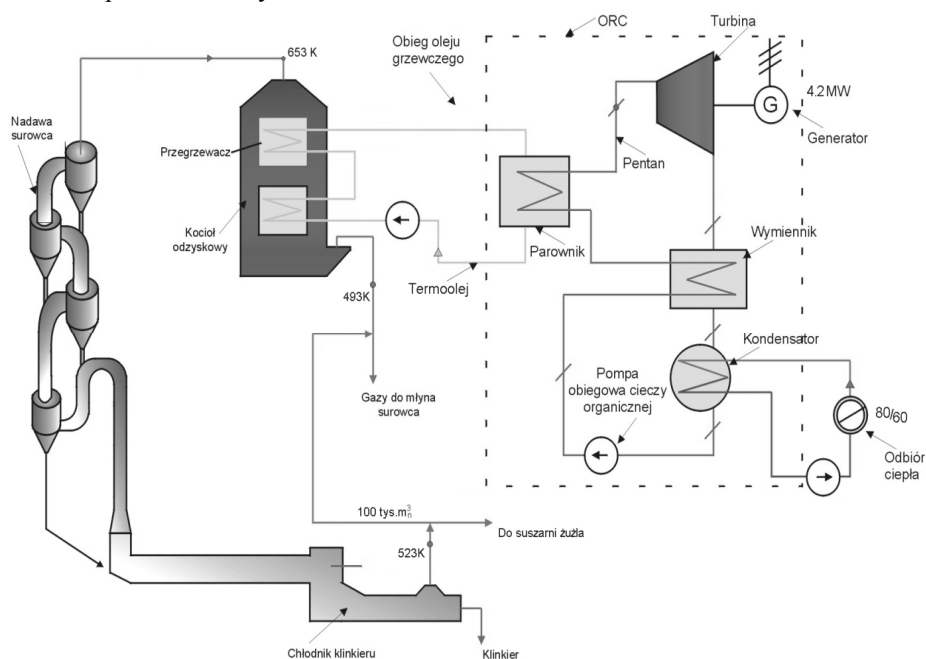 ORC
Turbina
653 K
Obieg oleju
grzewczego
4.2MW
G
Generator
Nadawa
surowca
Przegrzewacz
Pentan
Kocioł
odzyskowy
Parownik
Wymiennik
Termoolej
493K
Kondensator
Pompa
obiegowa cieczy
organicznej
Gazy do młyna
surowca
80/60
Odbiór
ciepła
100 tys.m³ₙ
Do suszarni żużla
523K
Chłodnik klinkieru
Klinkier